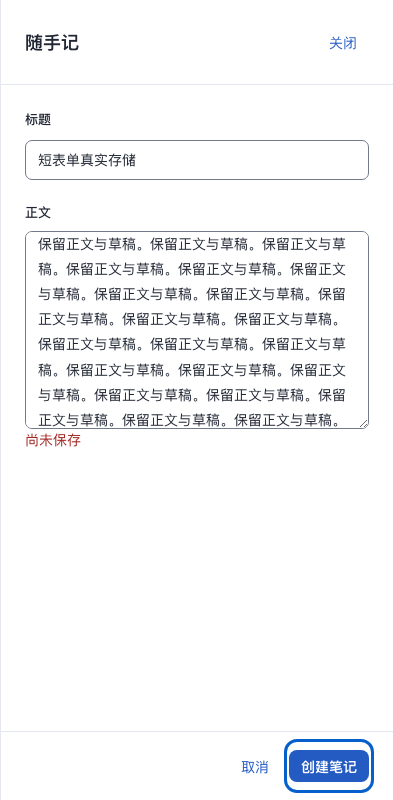 随手记
关闭
标题
短表单真实存储
正文
保留正文与草稿。保留正文与草稿。保留正文与草
稿。保留正文与草稿。保留正文与草稿。保留正文
与草稿。保留正文与草稿。保留正文与草稿。保留
正文与草稿。保留正文与草稿。保留正文与草稿。
保留正文与草稿。保留正文与草稿。保留正文与草
稿。保留正文与草稿。保留正文与草稿。保留正文
与草稿。保留正文与草稿。保留正文与草稿。保留
正文与草稿。保留正文与草稿。保留正文与草稿。
尚未保存
取消
创建笔记